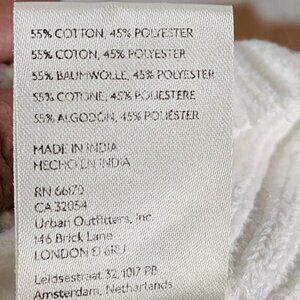 55% COTTON, 45% POLYESTER
55% COTON, 45% POLYESTER
55% BAUMWOLLE, 45% POLYESTER
55% COTONE, 45% POLIESTERE
55% ALGODÓN, 45% POLIÉSTER
MADE IN INDIA
HECHO EN INDIA
RN 66170
CA 32054
Urban Outfitters, Inc.
146 Brick Lane
LONDON E1 6RU
Leidsestraat 32, 1017 PB
Amsterdam, Netherlands